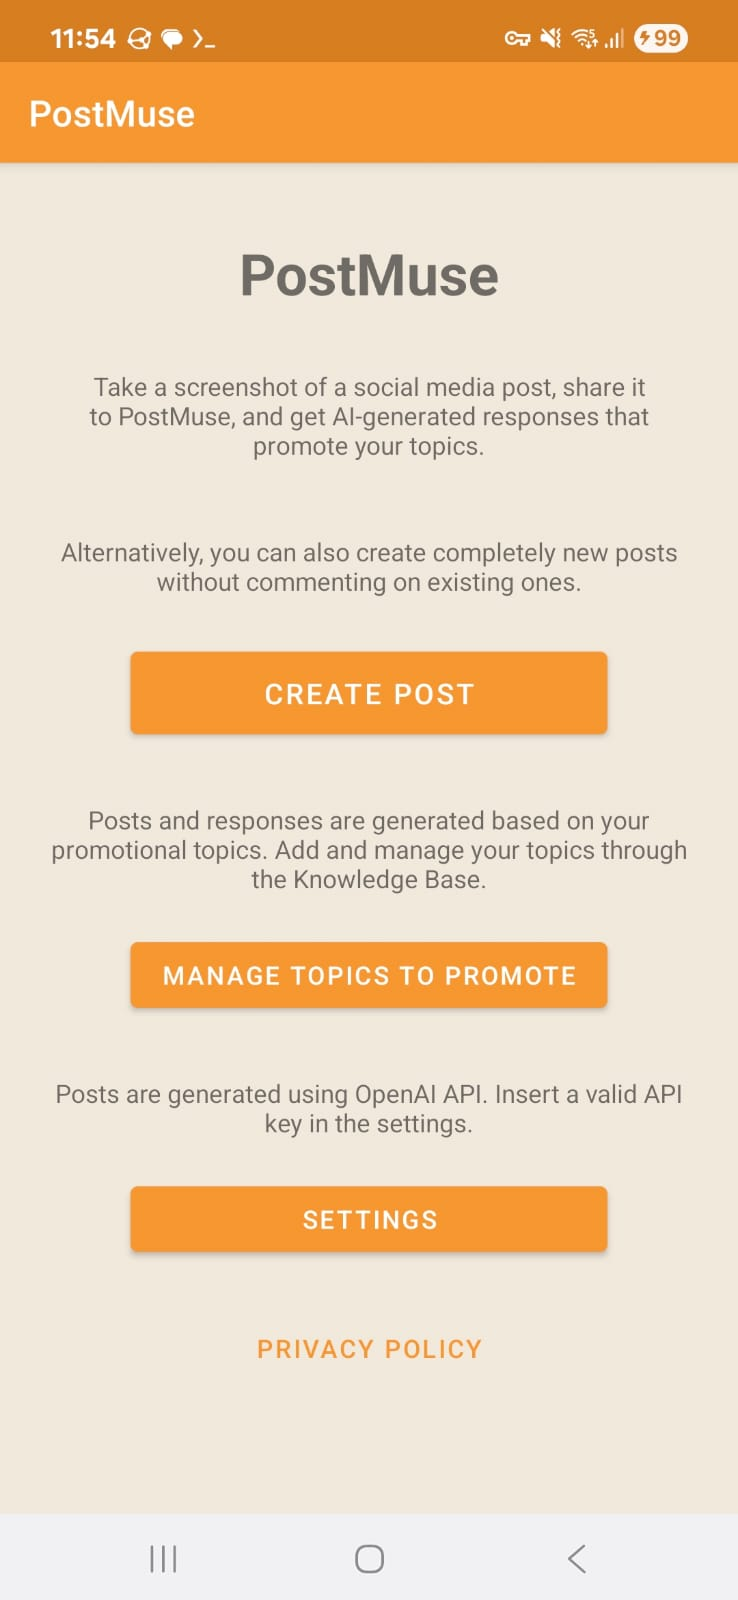 11:54
99
PostMuse
PostMuse
Take a screenshot of a social media post, share it
to PostMuse, and get AI-generated responses that
promote your topics.
Alternatively, you can also create completely new posts
without commenting on existing ones.
CREATE POST
Posts and responses are generated based on your
promotional topics. Add and manage your topics through
the Knowledge Base.
MANAGE TOPICS TO PROMOTE
Posts are generated using OpenAI API. Insert a valid API
key in the settings.
SETTINGS
PRIVACY POLICY